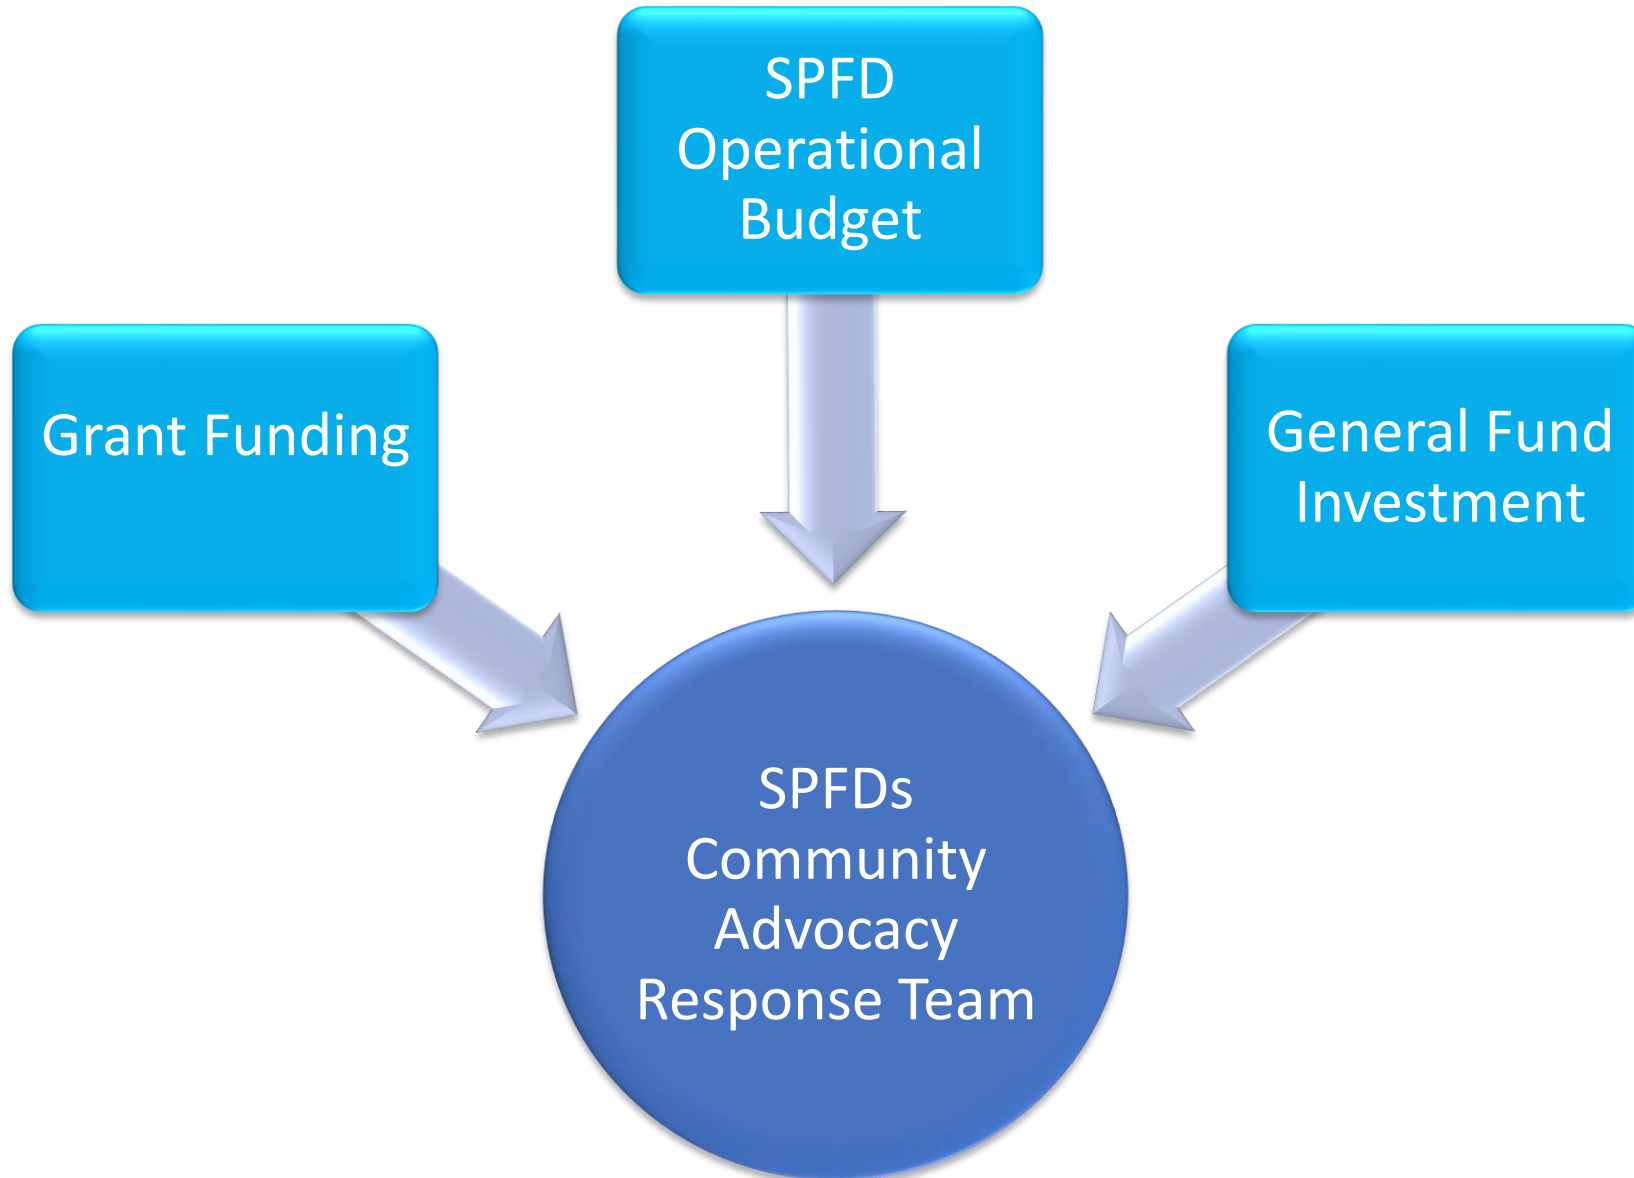 SPFD
Operational
Budget
Grant Funding
General Fund
Investment
SPFDs
Community
Advocacy
Response Team